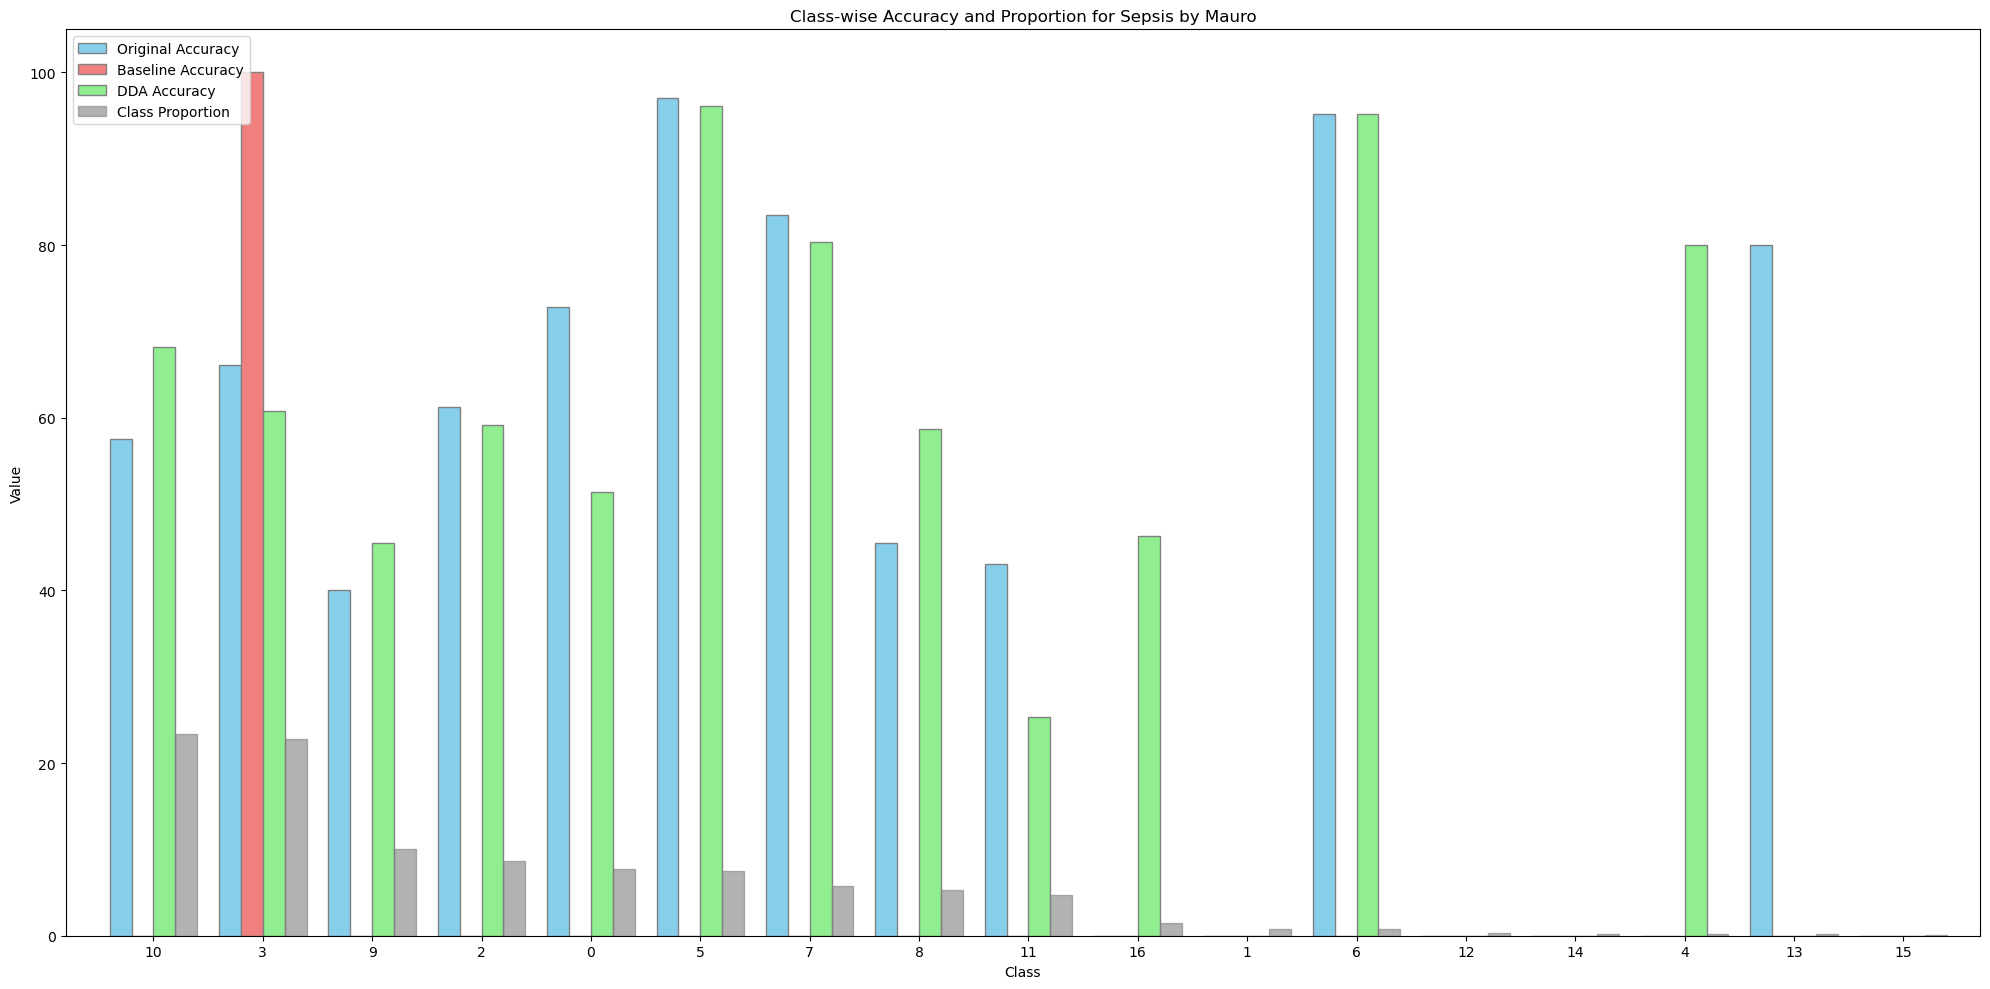 Class-wise Accuracy and Proportion for Sepsis by Mauro
Original Accuracy
Baseline Accuracy
DDA Accuracy
Class Proportion
100
80
60
40
20
0
Value
10 3 9 2 0 5 7 8 11 16 1 6 12 14 4 13 15
Class